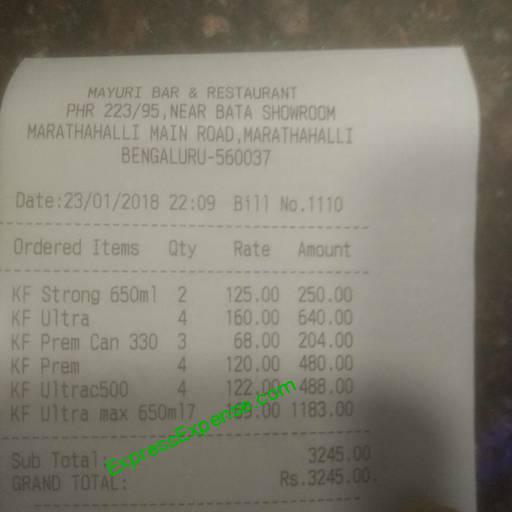 MAYURI BAR & RESTAURANT
PHR 223/95,NEAR BATA SHOWROOM
MARATHAHALLI MAIN ROAD,MARATHAHALLI
BENGALURU-560037
Date:23/01/2018 22:09 Bill No.1110
Ordered Items Qty Rate Amount
KF Strong 650ml 2 125.00 250.00
KF Ultra 4 160.00 640.00
KF Prem Can 330 3 68.00 204.00
KF Prem 4 120.00 480.00
KF Ultrac500 4 122.00 488.00
KF Ultra max 650ml7 169.00 1183.00
Sub Total: 3245.00
GRAND TOTAL: Rs.3245.00
ExpressExpense.com